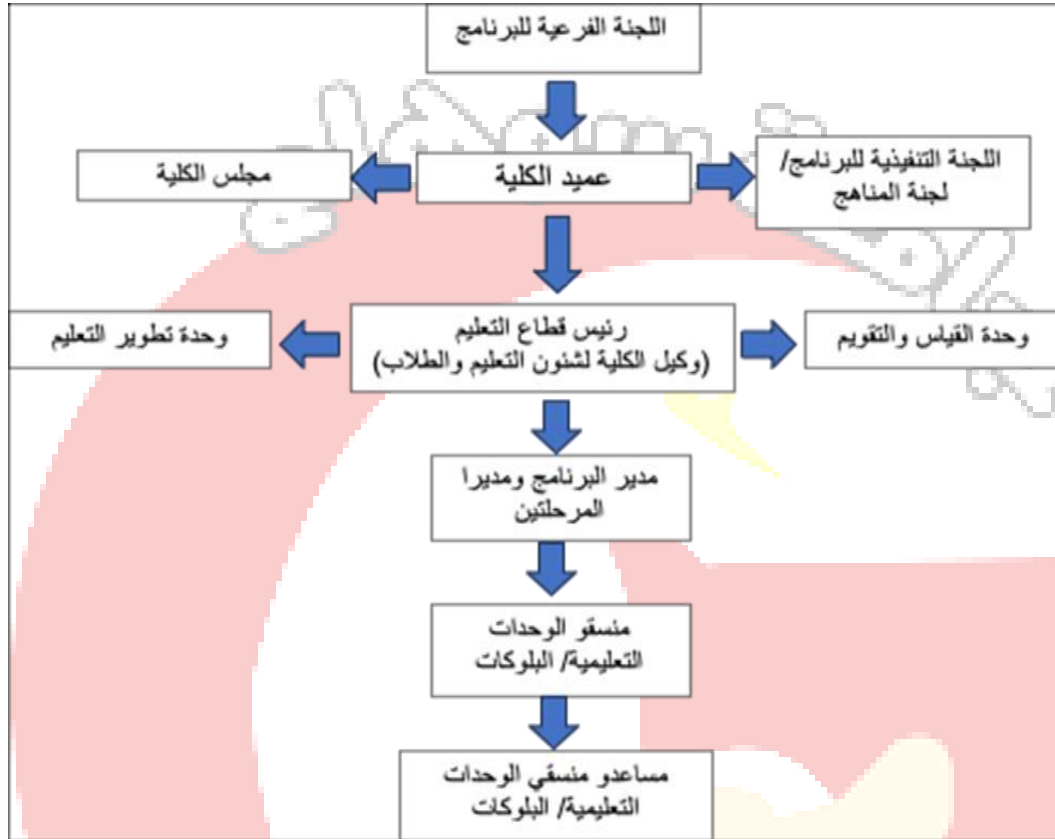 اللجنة الفرعية للبرنامج
اللجنة التنفيذية للبرنامج/
لجنة المناهج
عميد الكلية
مجلس الكلية
وحدة القياس والتقويم
رئيس قطاع التعليم
(وكيل الكلية لشئون التعليم والطلاب)
وحدة تطوير التعليم
مدير البرنامج ومديرا
المرحلتين
منسقو الوحدات
التعليمية/ البلوكات
مساعدو منسقي الوحدات
التعليمية/ البلوكات